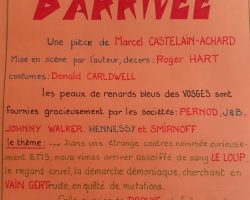 D'ARRIVÉE
Une pièce de Marcel CASTELAIN-ACHARD
Mise en scène par l'auteur, décors: Roger HART
costumes: Donald CARLDWELL
les peaux de renards bleus des VOSGES sont
fournies gracieusement par les sociétés: PERNOD, J&B,
JOHNNY WALKER, HENNESSY et SMIRNOFF
le thème: ... Dans une étrange contrée nommée curieuse-
ment B.T.S, nous vîmes arriver assoiffé de sang LE LOUP,
le regard cruel, la démarche démoniaque, cherchant en
VAIN GERTrude, en quête de mutations.